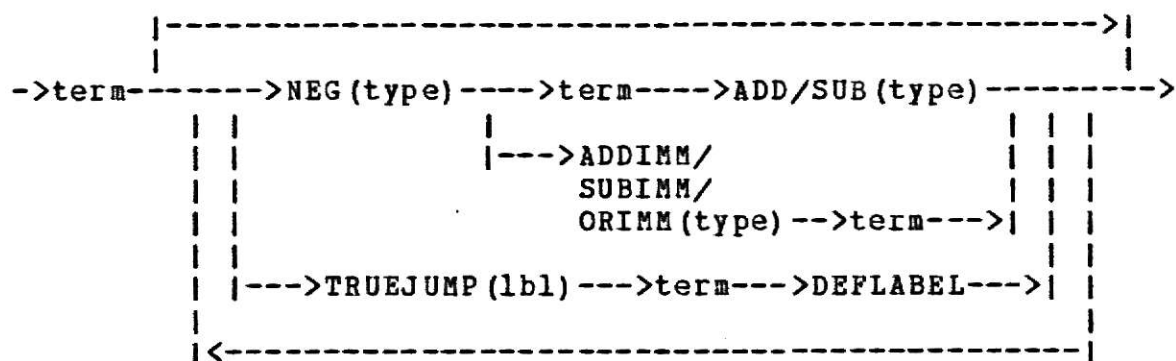 ->term------->NEG(type)---->term---->ADD/SUB(type)--------->
|--->ADDIMM/
SUBIMM/
ORIMM(type)-->term--->|
|--->TRUEJUMP(lbl)--->term--->DEFLABEL--->|